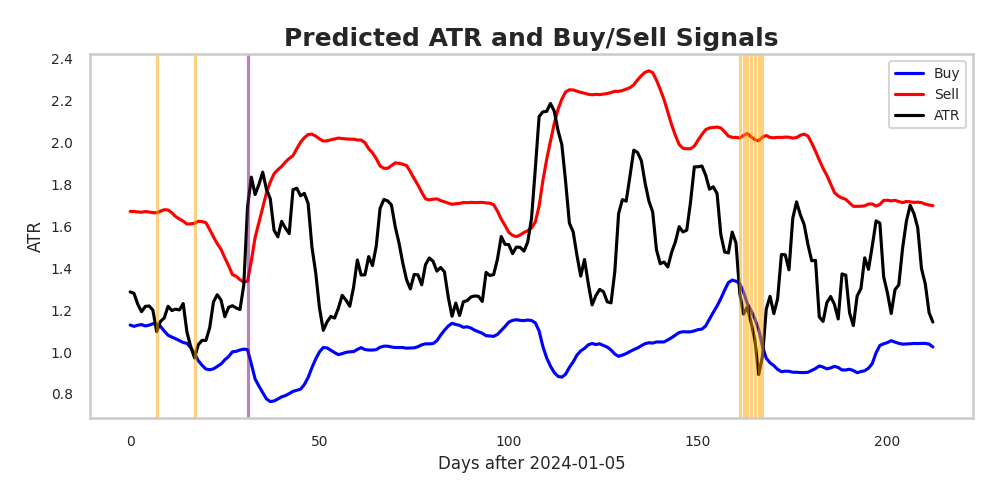 Predicted ATR and Buy/Sell Signals
2.4
2.2
2.0
1.8
1.6
1.4
1.2
1.0
0.8
ATR
Buy
Sell
ATR
0
50
100
150
200
Days after 2024-01-05